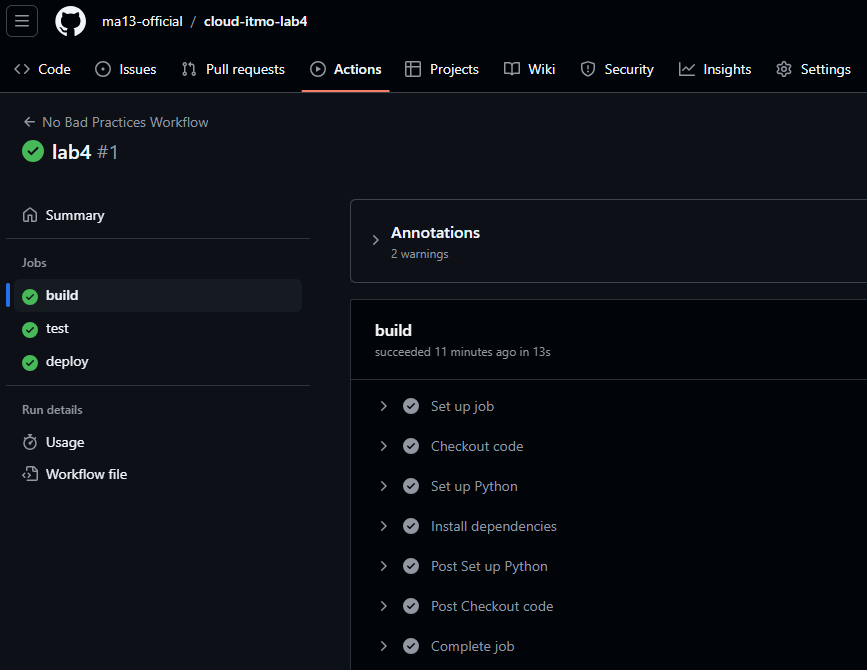 ma13-official / cloud-itmo-lab4
Code Issues Pull requests Actions Projects Wiki Security Insights Settings
No Bad Practices Workflow
lab4 #1
Summary
Jobs
build
test
deploy
Run details
Usage
Workflow file
Annotations
2 warnings
build
succeeded 11 minutes ago in 13s
Set up job
Checkout code
Set up Python
Install dependencies
Post Set up Python
Post Checkout code
Complete job